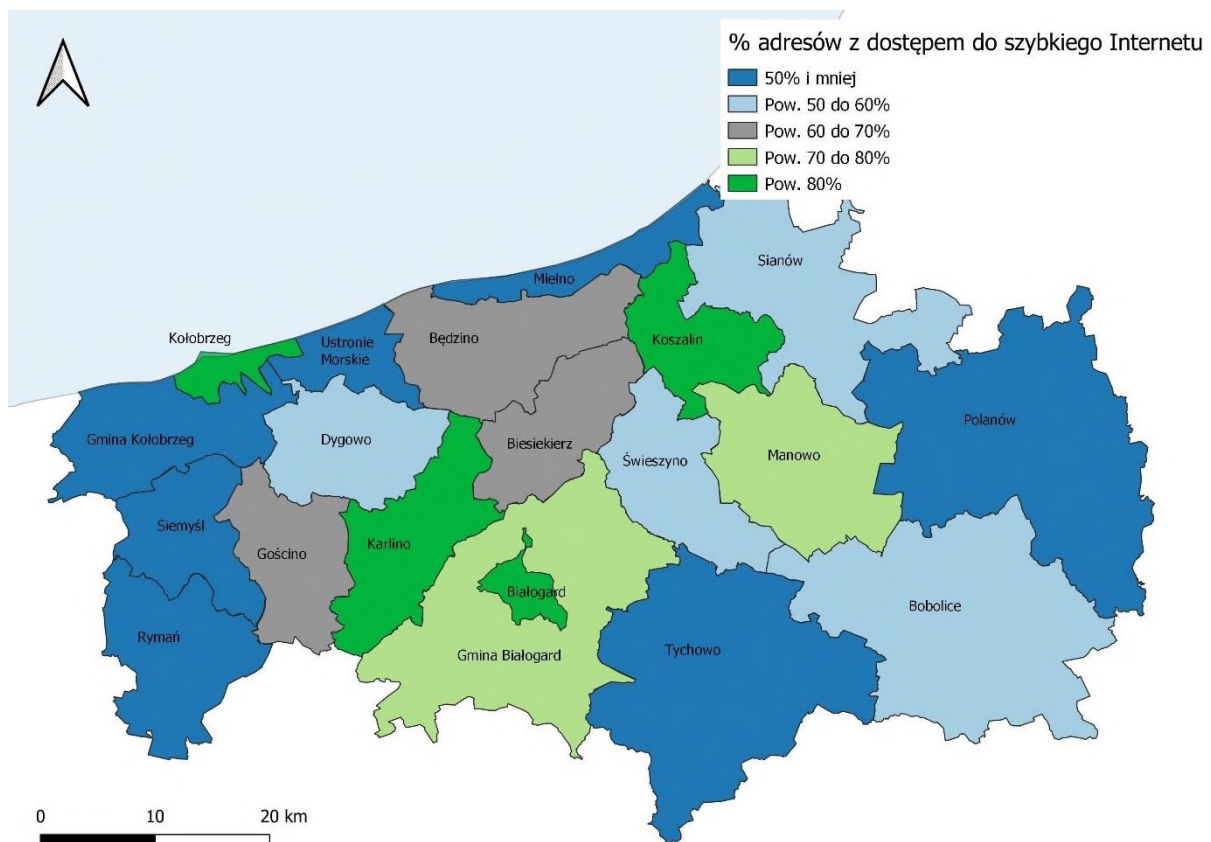 % adresów z dostępem do szybkiego Internetu
50% i mniej
Pow. 50 do 60%
Pow. 60 do 70%
Pow. 70 do 80%
Pow. 80%
Sianów
Mielno
Kołobrzeg
Ustronie
Morskie
Będzino
Koszalin
Polanów
Gmina Kołobrzeg
Dygowo
Biesiekierz
Świeszyno
Manowo
Siemyśl
Gościno
Karlino
Białogard
Bobolice
Rymań
Gmina Białogard
Tychowo
0 10 20 km